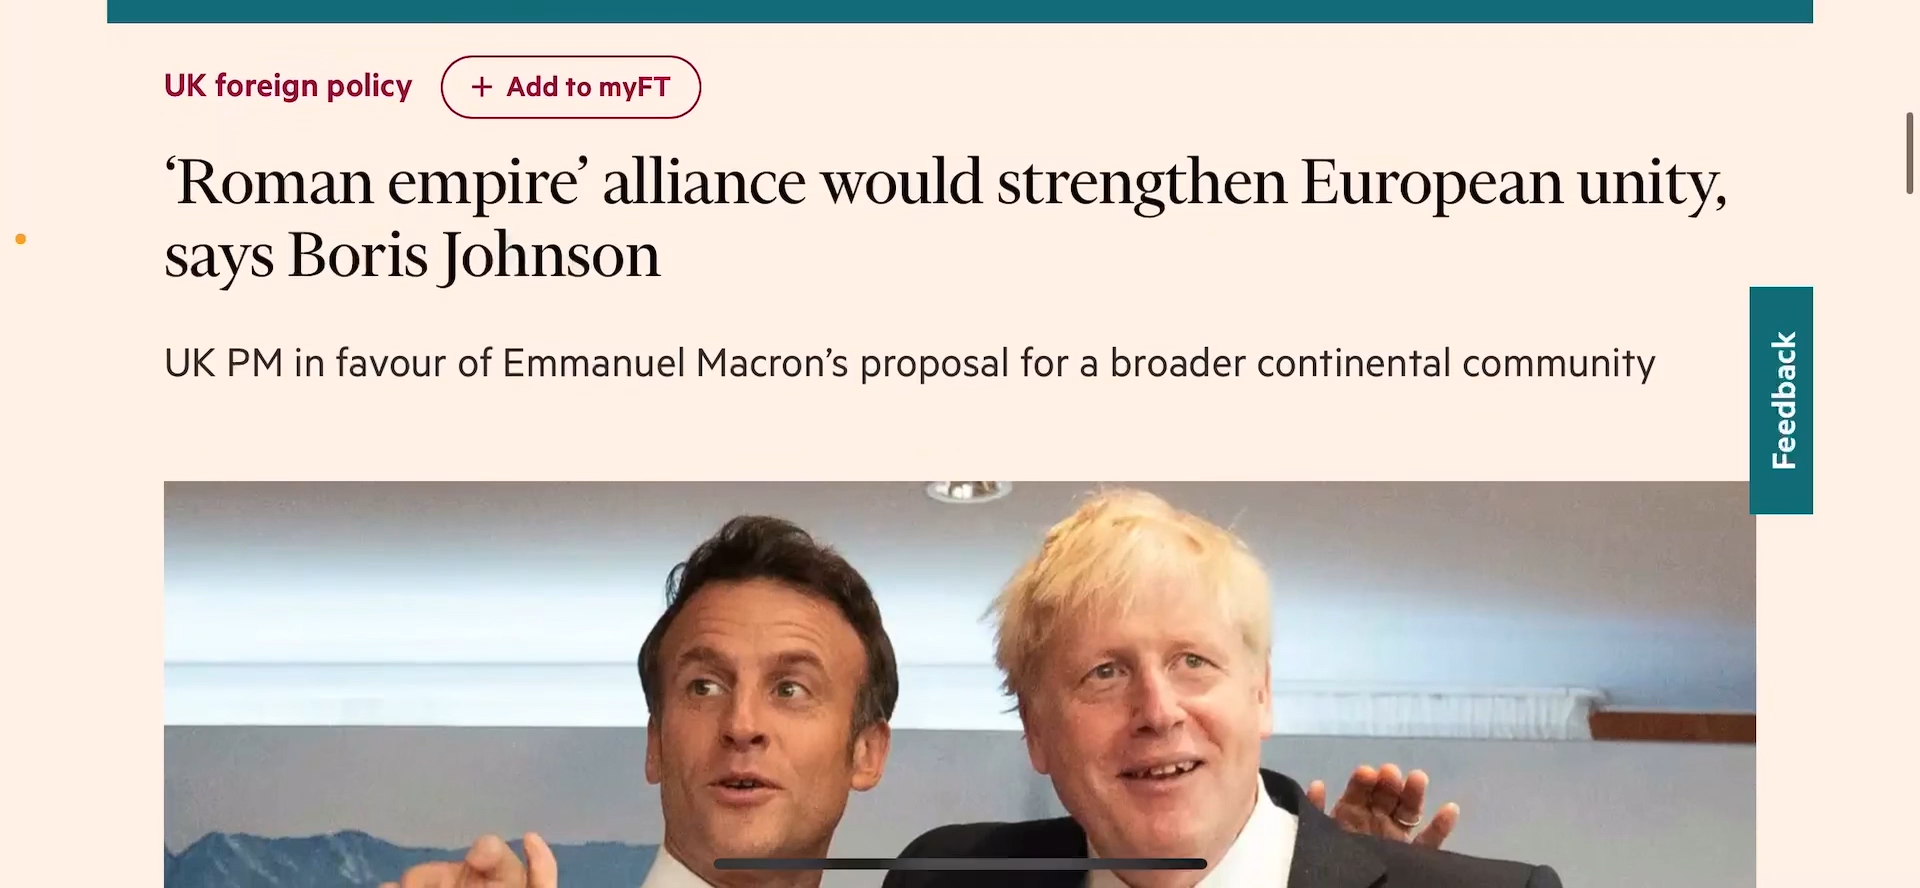 UK foreign policy
+ Add to myFT
‘Roman empire’ alliance would strengthen European unity,
says Boris Johnson
UK PM in favour of Emmanuel Macron’s proposal for a broader continental community
Feedback